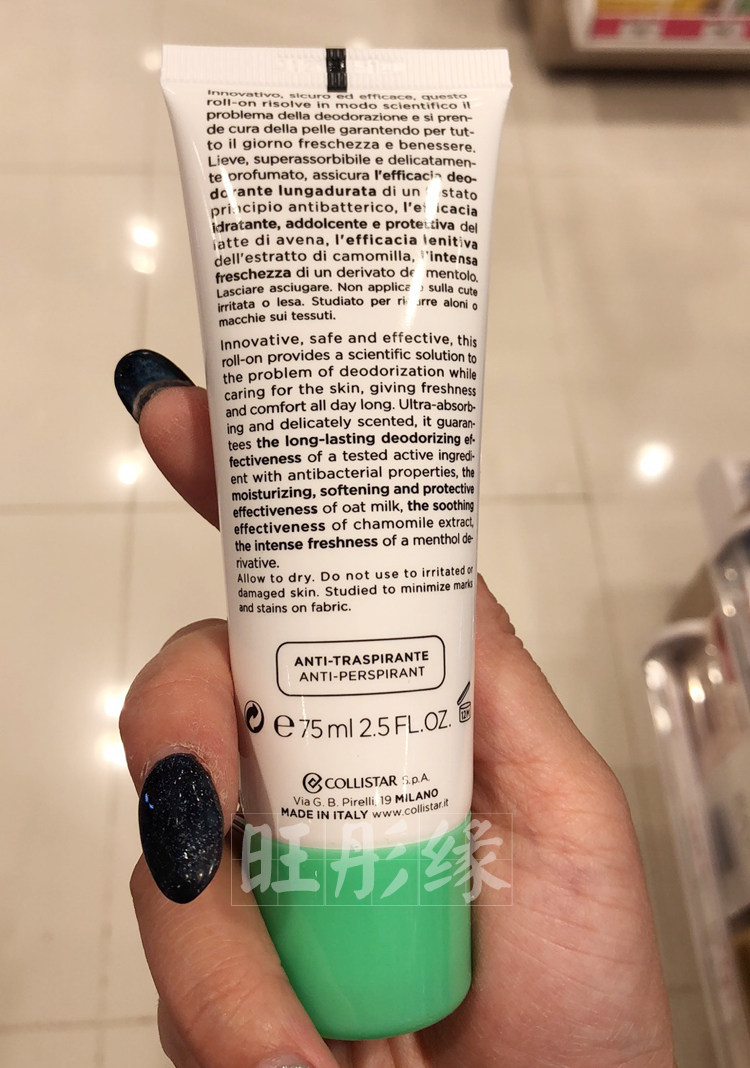 Innovativo, sicuro ed efficace, questo
roll-on risolve in modo scientifico il
problema della deodorazione e si pren-
de cura della pelle garantendo per tut-
to il giorno freschezza e benessere.
Lieve, superassorbibile e delicatamen-
te profumato, assicura l'efficacia deo-
dorante lungadurata di un testato
principio antibatterico, l'efficacia
idratante, addolcente e protettiva del
latte di avena, l'efficacia lenitiva
dell'estratto di camomilla, l'intensa
freschezza di un derivato del mentolo.
Lasciare asciugare. Non applicare sulla cute
irritata o lesa. Studiato per ridurre aloni o
macchie sui tessuti.
Innovative, safe and effective, this
roll-on provides a scientific solution to
the problem of deodorization while
caring for the skin, giving freshness
and comfort all day long. Ultra-absorb-
ing and delicately scented, it guaran-
tees the long-lasting deodorizing ef-
fectiveness of a tested active ingredi-
ent with antibacterial properties, the
moisturizing, softening and protective
effectiveness of oat milk, the soothing
effectiveness of chamomile extract,
the intense freshness of a menthol de-
rivative.
Allow to dry. Do not use to irritated or
damaged skin. Studied to minimize marks
and stains on fabric.
ANTI-TRASPIRANTE
ANTI-PERSPIRANT
e 75 ml 2.5 FL.OZ. 12M
COLLISTAR S.p.A.
Via G. B. Pirelli, 19 MILANO
MADE IN ITALY www.collistar.it
旺彤缘